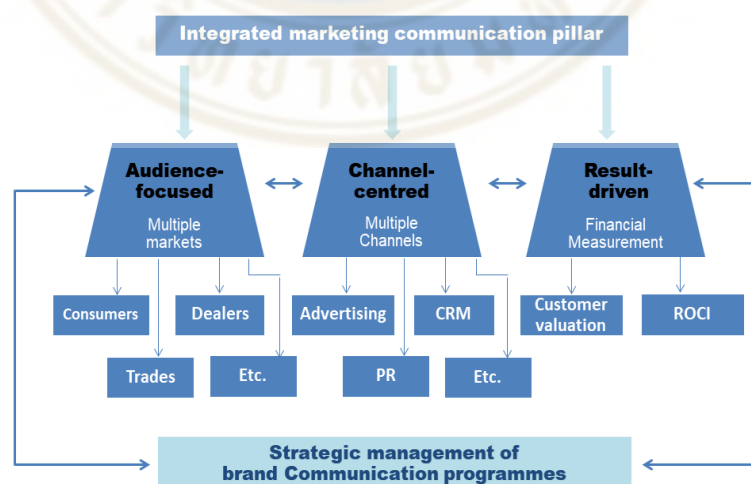 Integrated marketing communication pillar
Audience-
focused
Multiple
markets
Channel-
centred
Multiple
Channels
Result-
driven
Financial
Measurement
Consumers
Dealers
Trades
Etc.
Advertising
CRM
PR
Etc.
Customer
valuation
ROCI
Strategic management of
brand Communication programmes